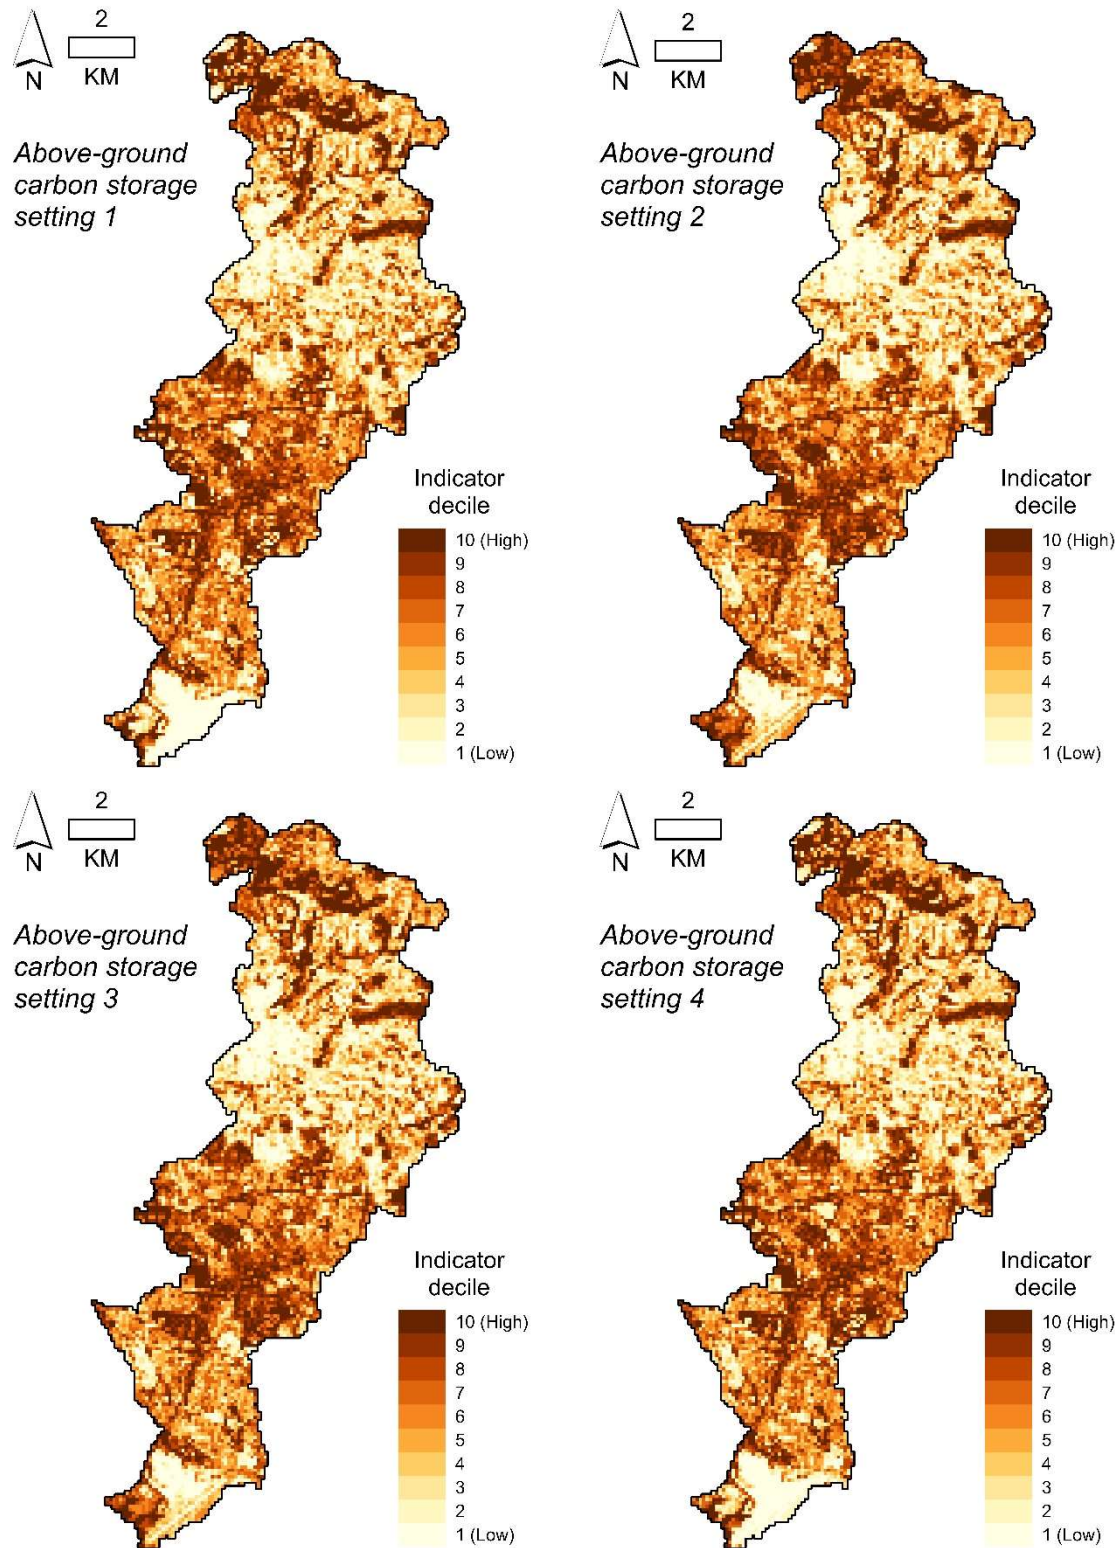 2
KM
N
Above-ground
carbon storage
setting 1
Indicator
decile
10 (High)
9
8
7
6
5
4
3
2
1 (Low)
2
KM
N
Above-ground
carbon storage
setting 2
Indicator
decile
10 (High)
9
8
7
6
5
4
3
2
1 (Low)
2
KM
N
Above-ground
carbon storage
setting 3
Indicator
decile
10 (High)
9
8
7
6
5
4
3
2
1 (Low)
2
KM
N
Above-ground
carbon storage
setting 4
Indicator
decile
10 (High)
9
8
7
6
5
4
3
2
1 (Low)